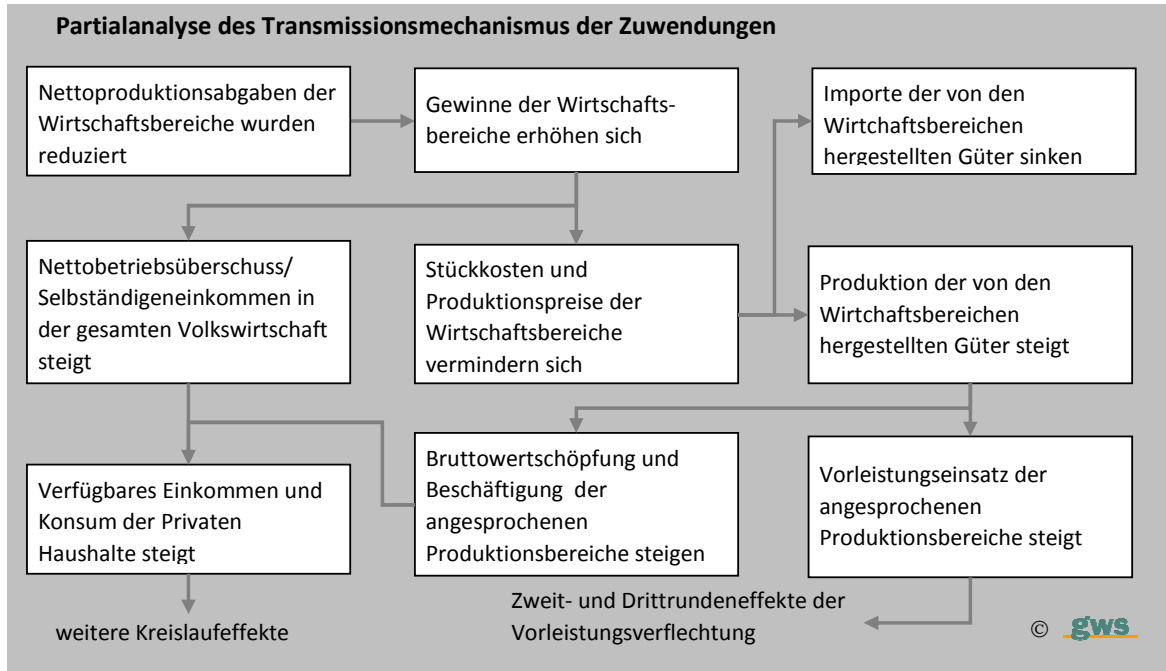 Partialanalyse des Transmissionsmechanismus der Zuwendungen
Nettoproduktionsabgaben der
Wirtschaftsbereiche wurden
reduziert
Gewinne der Wirtschafts-
bereiche erhöhen sich
Importe der von den
Wirtchaftsbereichen
hergestellten Güter sinken
Nettobetriebsüberschuss/
Selbständigeneinkommen in
der gesamten Volkswirtschaft
steigt
Stückkosten und
Produktionspreise der
Wirtschaftsbereiche
vermindern sich
Produktion der von den
Wirtchaftsbereichen
hergestellten Güter steigt
Verfügbares Einkommen und
Konsum der Privaten
Haushalte steigt
Bruttowertschöpfung und
Beschäftigung der
angesprochenen
Produktionsbereiche steigen
Vorleistungseinsatz der
angesprochenen
Produktionsbereiche steigt
weitere Kreislaufeffekte
Zweit- und Drittrundeneffekte der
Vorleistungsverflechtung
© gws